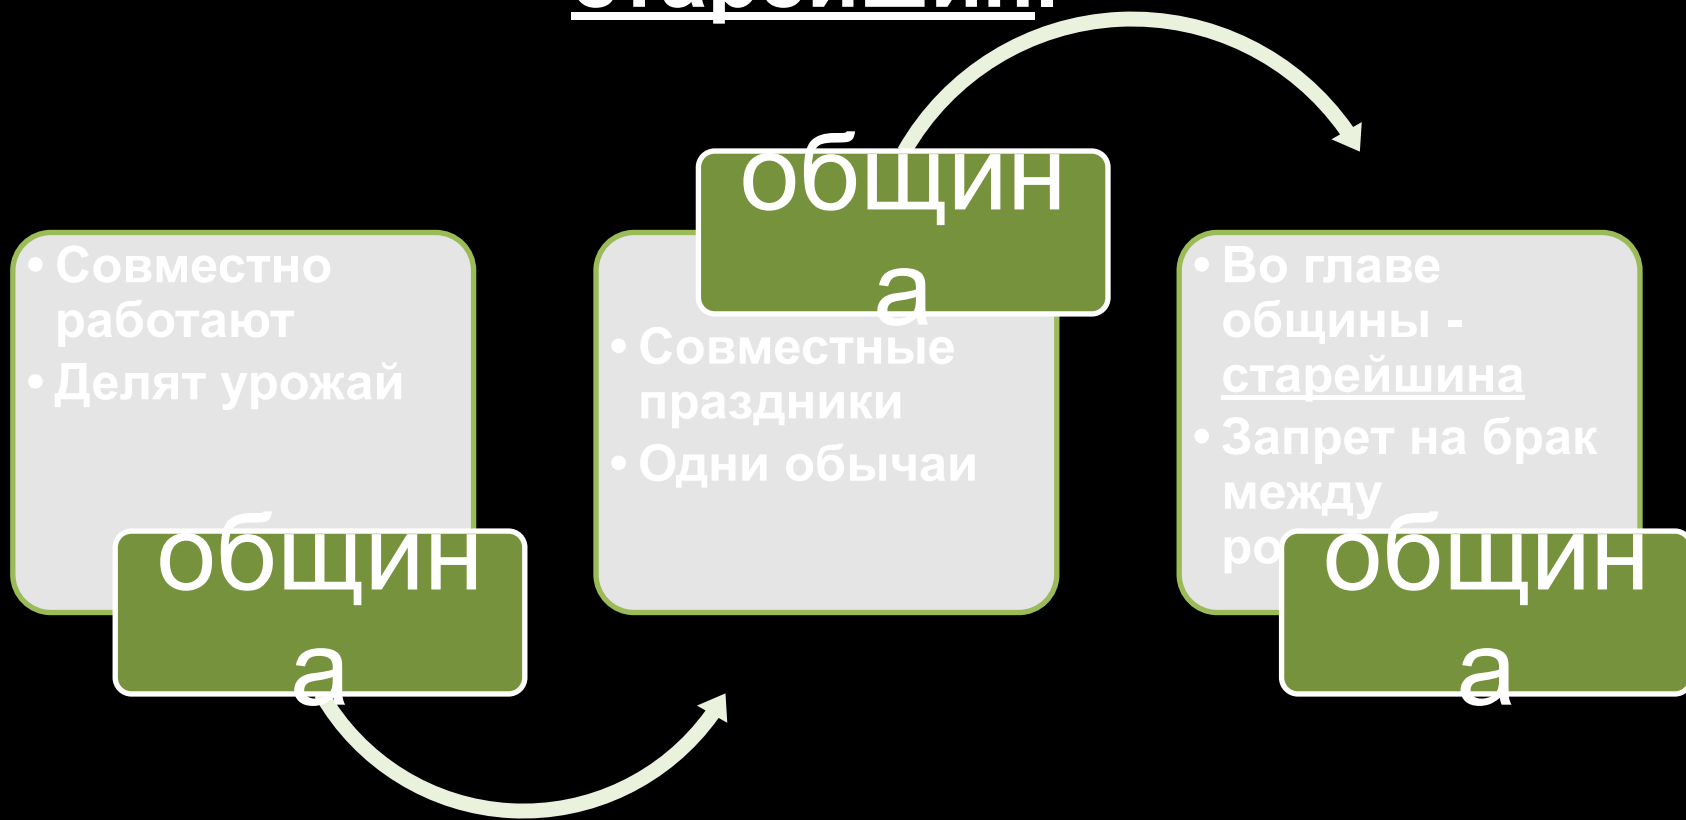 старейшин.
• Совместно
работают
• Делят урожай
общин
а
общин
а
• Совместные
праздники
• Одни обычаи
• Во главе
общины -
старейшина
• Запрет на брак
между
общин
а